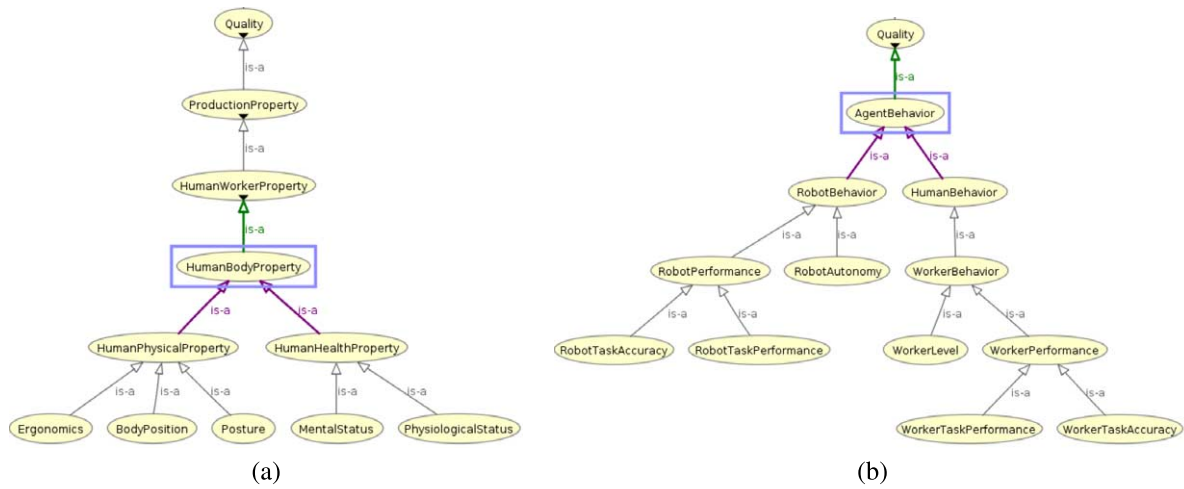 Quality
is-a
ProductionProperty
is-a
HumanWorkerProperty
is-a
HumanBodyProperty
is-a is-a
HumanPhysicalProperty HumanHealthProperty
is-a is-a is-a is-a is-a
Ergonomics BodyPosition Posture MentalStatus PhysiologicalStatus
(a)
Quality
is-a
AgentBehavior
is-a is-a
RobotBehavior HumanBehavior
is-a is-a is-a
RobotPerformance RobotAutonomy WorkerBehavior
is-a is-a is-a is-a
RobotTaskAccuracy RobotTaskPerformance WorkerLevel WorkerPerformance
is-a is-a
WorkerTaskPerformance WorkerTaskAccuracy
(b)